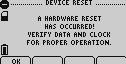 DEVICE RESET
A HARDWARE RESET
HAS OCCURRED!
VERIFY DATA AND CLOCK
FOR PROPER OPERATION.
OK